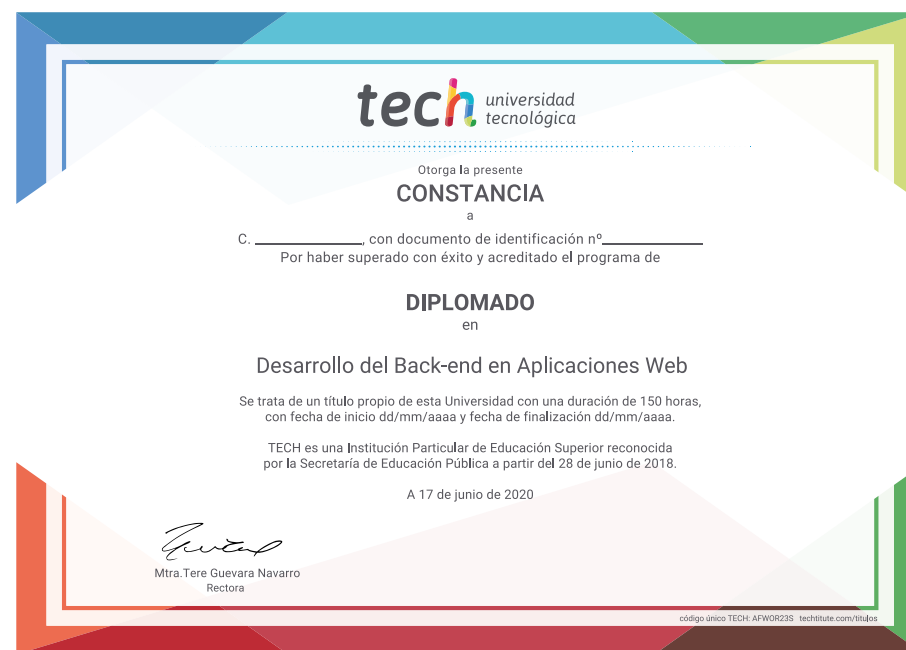 tech universidad
tecnológica
Otorga la presente
CONSTANCIA
a
C. ____________, con documento de identificación nº____________
Por haber superado con éxito y acreditado el programa de
DIPLOMADO
en
Desarrollo del Back-end en Aplicaciones Web
Se trata de un título propio de esta Universidad con una duración de 150 horas,
con fecha de inicio dd/mm/aaaa y fecha de finalización dd/mm/aaaa.
TECH es una Institución Particular de Educación Superior reconocida
por la Secretaría de Educación Pública a partir del 28 de junio de 2018.
A 17 de junio de 2020
Mtra.Tere Guevara Navarro
Rectora
código único TECH: AFWOR23S techtitute.com/titulos